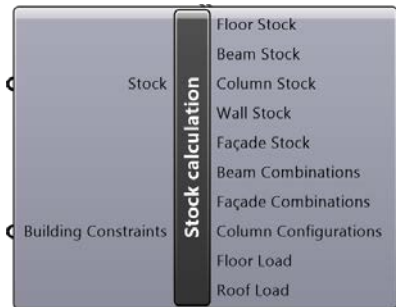 Stock
Building Constraints
Stock calculation
Floor Stock
Beam Stock
Column Stock
Wall Stock
Façade Stock
Beam Combinations
Façade Combinations
Column Configurations
Floor Load
Roof Load